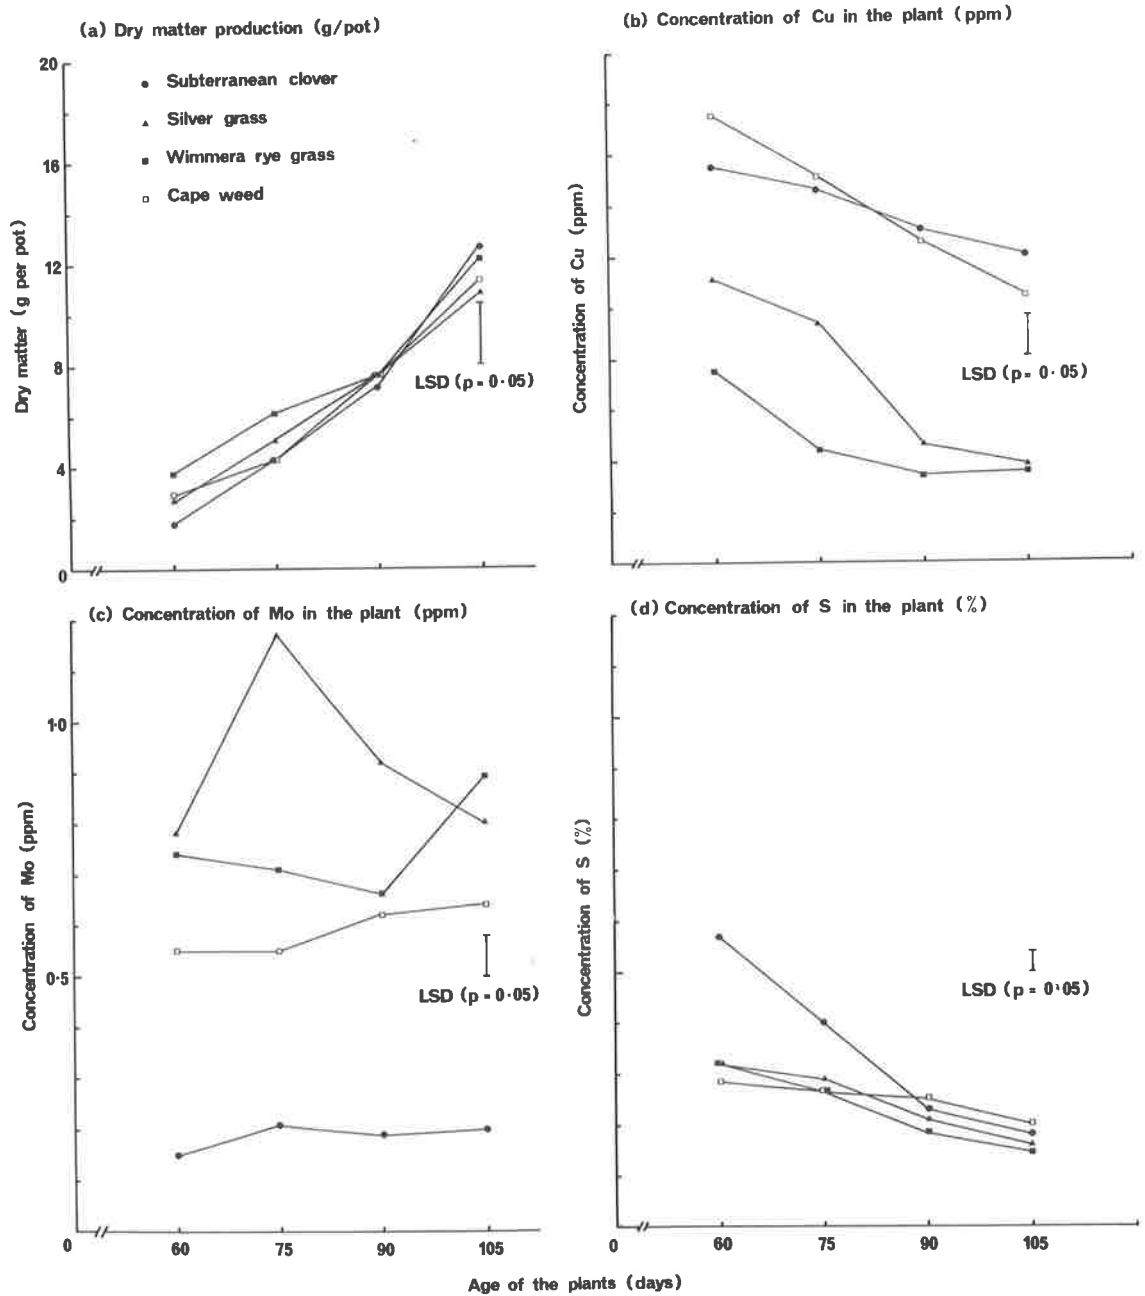 (a) Dry matter production (g/pot)
20
16
12
8
4
0
Dry matter (g per pot)
Subterranean clover
Silver grass
Wimmera rye grass
Cape weed
LSD (p = 0·05)
(b) Concentration of Cu in the plant (ppm)
Concentration of Cu (ppm)
LSD (p = 0·05)
(c) Concentration of Mo in the plant (ppm)
1·0
0·5
Concentration of Mo (ppm)
LSD (p = 0·05)
0 60 75 90 105
(d) Concentration of S in the plant (%)
Concentration of S (%)
LSD (p = 0·05)
0 60 75 90 105
Age of the plants (days)